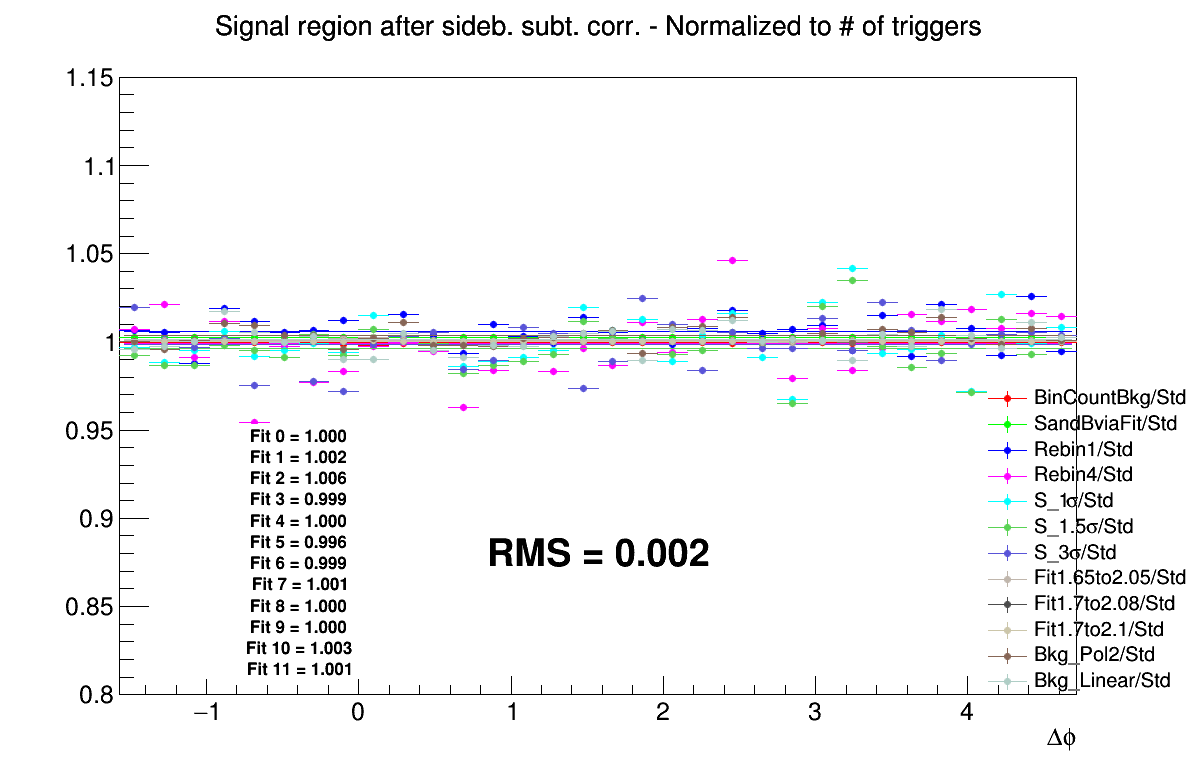 Signal region after sideb. subt. corr. - Normalized to # of triggers
1.15
1.1
1.05
1
0.95
0.9
0.85
0.8
−1
0
1
2
3
4
Δϕ
Fit 0 = 1.000
Fit 1 = 1.002
Fit 2 = 1.006
Fit 3 = 0.999
Fit 4 = 1.000
Fit 5 = 0.996
Fit 6 = 0.999
Fit 7 = 1.001
Fit 8 = 1.000
Fit 9 = 1.000
Fit 10 = 1.003
Fit 11 = 1.001
RMS = 0.002
BinCountBkg/Std
SandBviaFit/Std
Rebin1/Std
Rebin4/Std
S_1σ/Std
S_1.5σ/Std
S_3σ/Std
Fit1.65to2.05/Std
Fit1.7to2.08/Std
Fit1.7to2.1/Std
Bkg_Pol2/Std
Bkg_Linear/Std